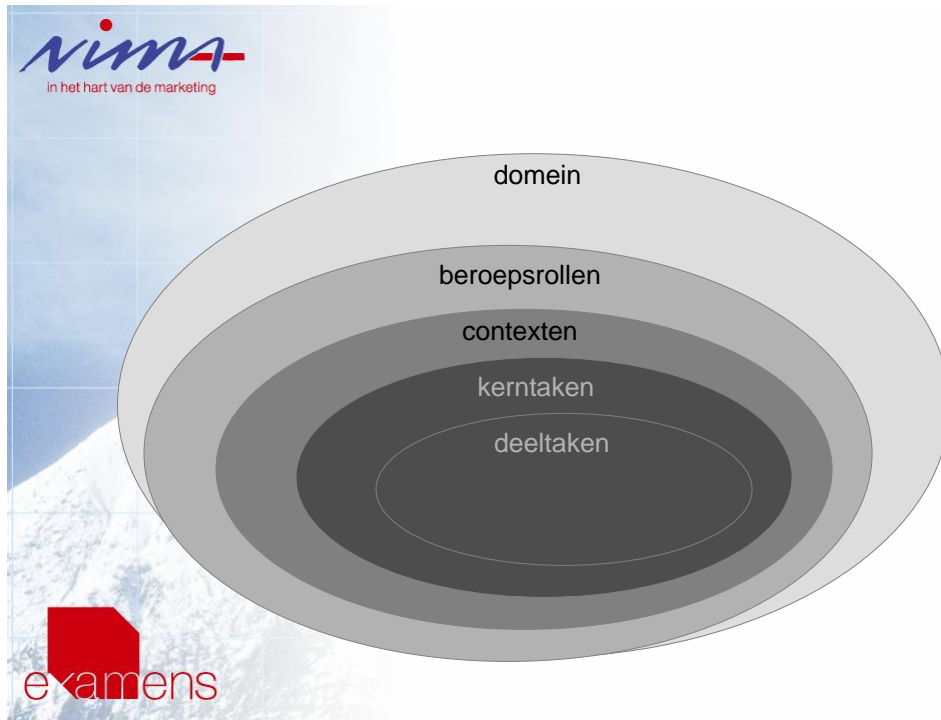 NIMA
in het hart van de marketing
domein
beroepsrollen
contexten
kerntaken
deeltaken
examens